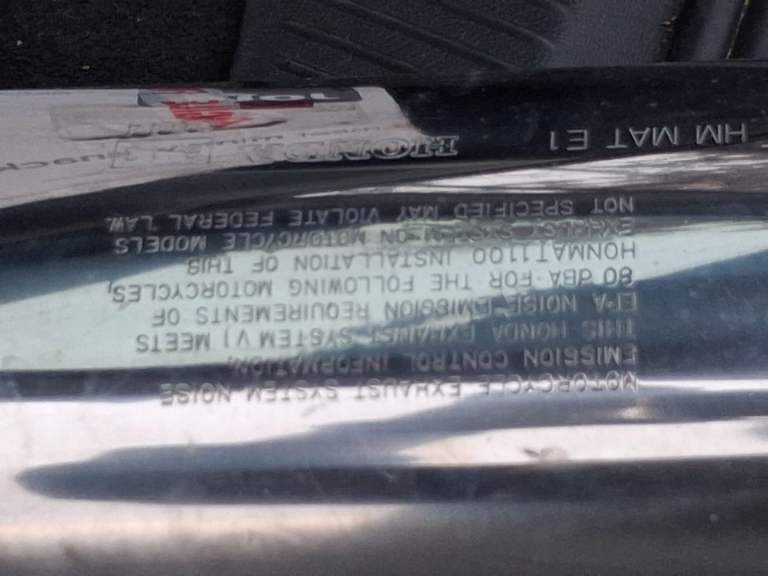 MOTORCYCLE EXHAUST SYSTEM NOISE
EMISSION CONTROL INFORMATION.
THIS HONDA EXHAUST SYSTEM V) MEETS
EPA NOISE EMISSION REQUIREMENTS OF
80 dBA FOR THE FOLLOWING MOTORCYCLES,
HONMAT1100 INSTALLATION OF THIS
EXHAUST SYSTEM ON MOTORCYCLE MODELS
NOT SPECIFIED MAY VIOLATE FEDERAL LAW.
HM MAT E1
HONDA